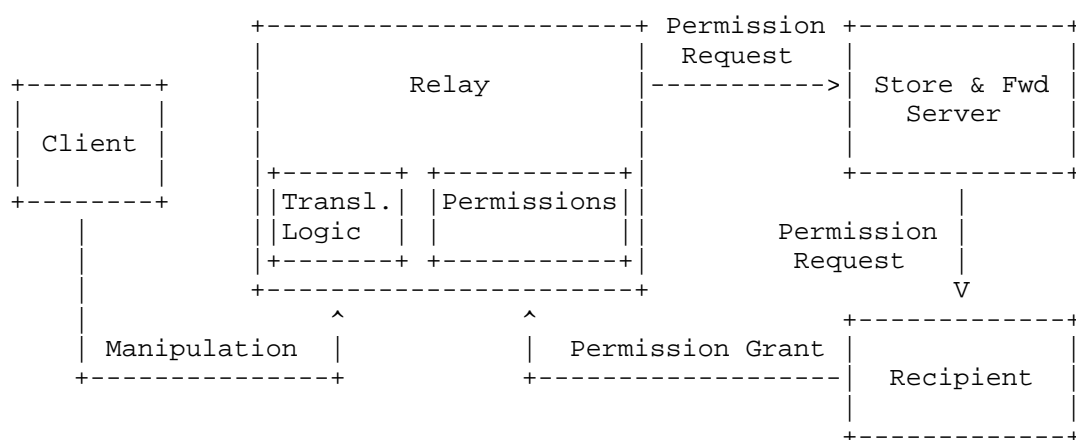 Permission
Request
Relay
Store & Fwd
Server
Client
Transl.
Logic
Permissions
Permission
Request
Manipulation
Permission Grant
Recipient